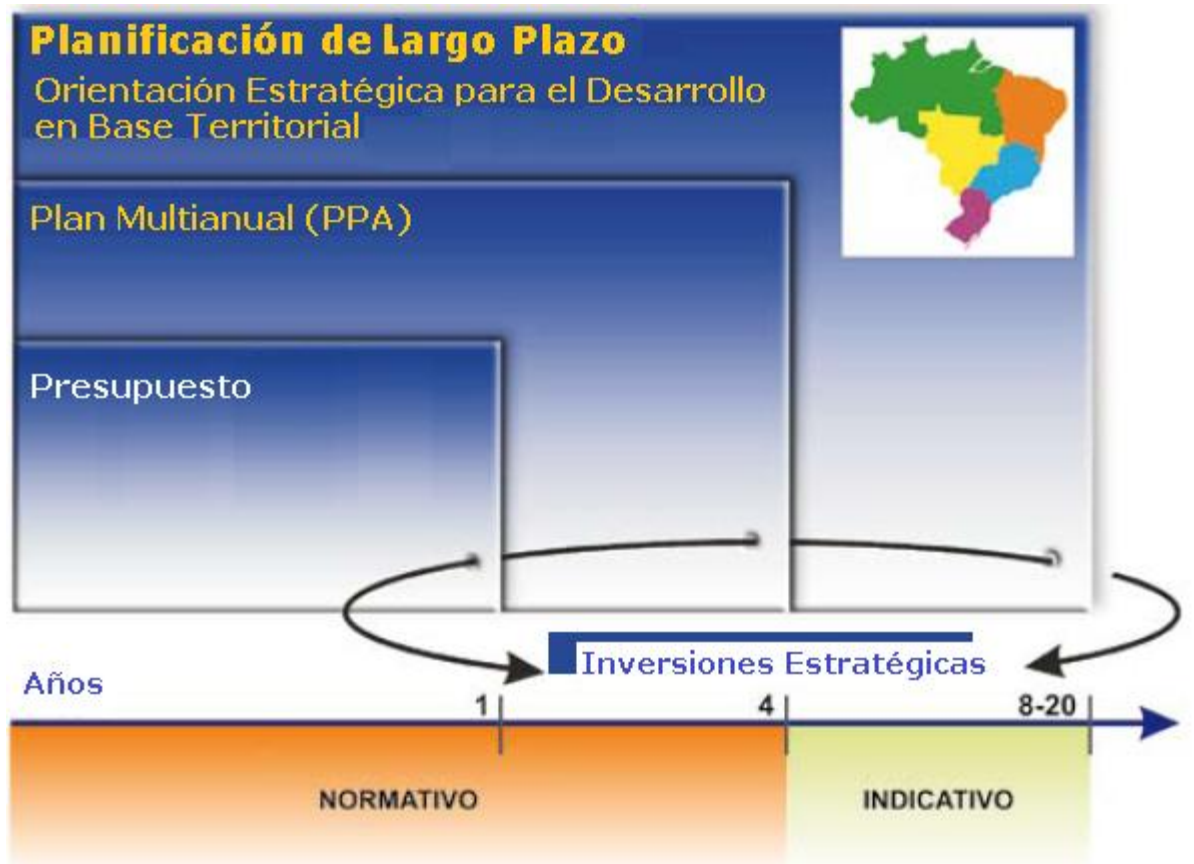 Planificación de Largo Plazo
Orientación Estratégica para el Desarrollo
en Base Territorial
Plan Multianual (PPA)
Presupuesto
Inversiones Estratégicas
Años
1
4
8-20
NORMATIVO
INDICATIVO